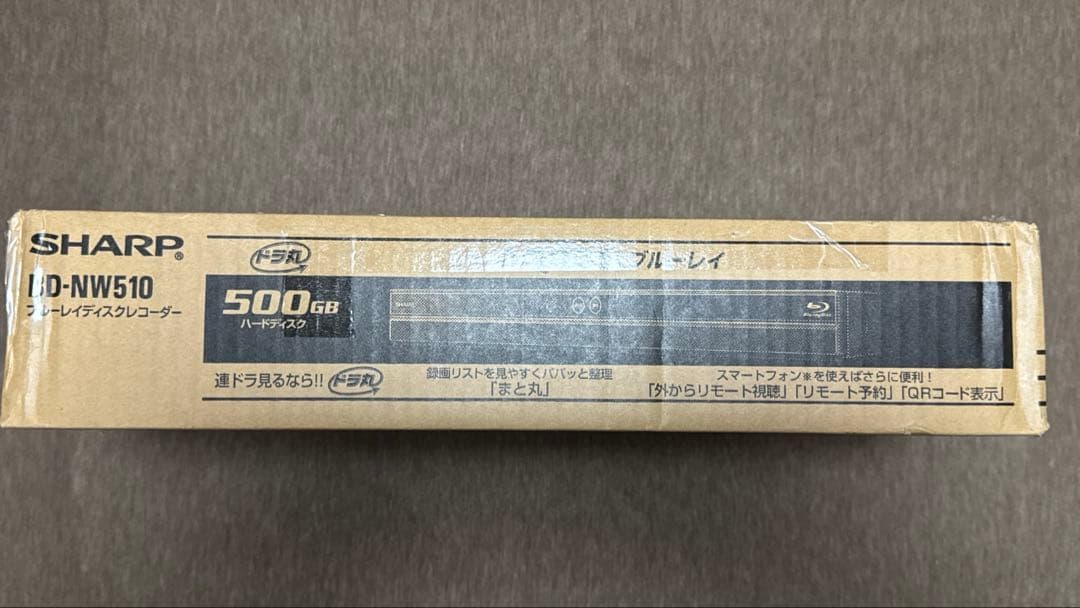 SHARP®
BD-NW510
ブルーレイディスクレコーダー
ドラ丸
ブルーレイ
500GB
ハードディスク
SHARP
連ドラ見るなら!! ドラ丸
録画リストを見やすくパパッと整理
「まと丸」
スマートフォン※を使えばさらに便利!
「外からリモート視聴」「リモート予約」「QRコード表示」